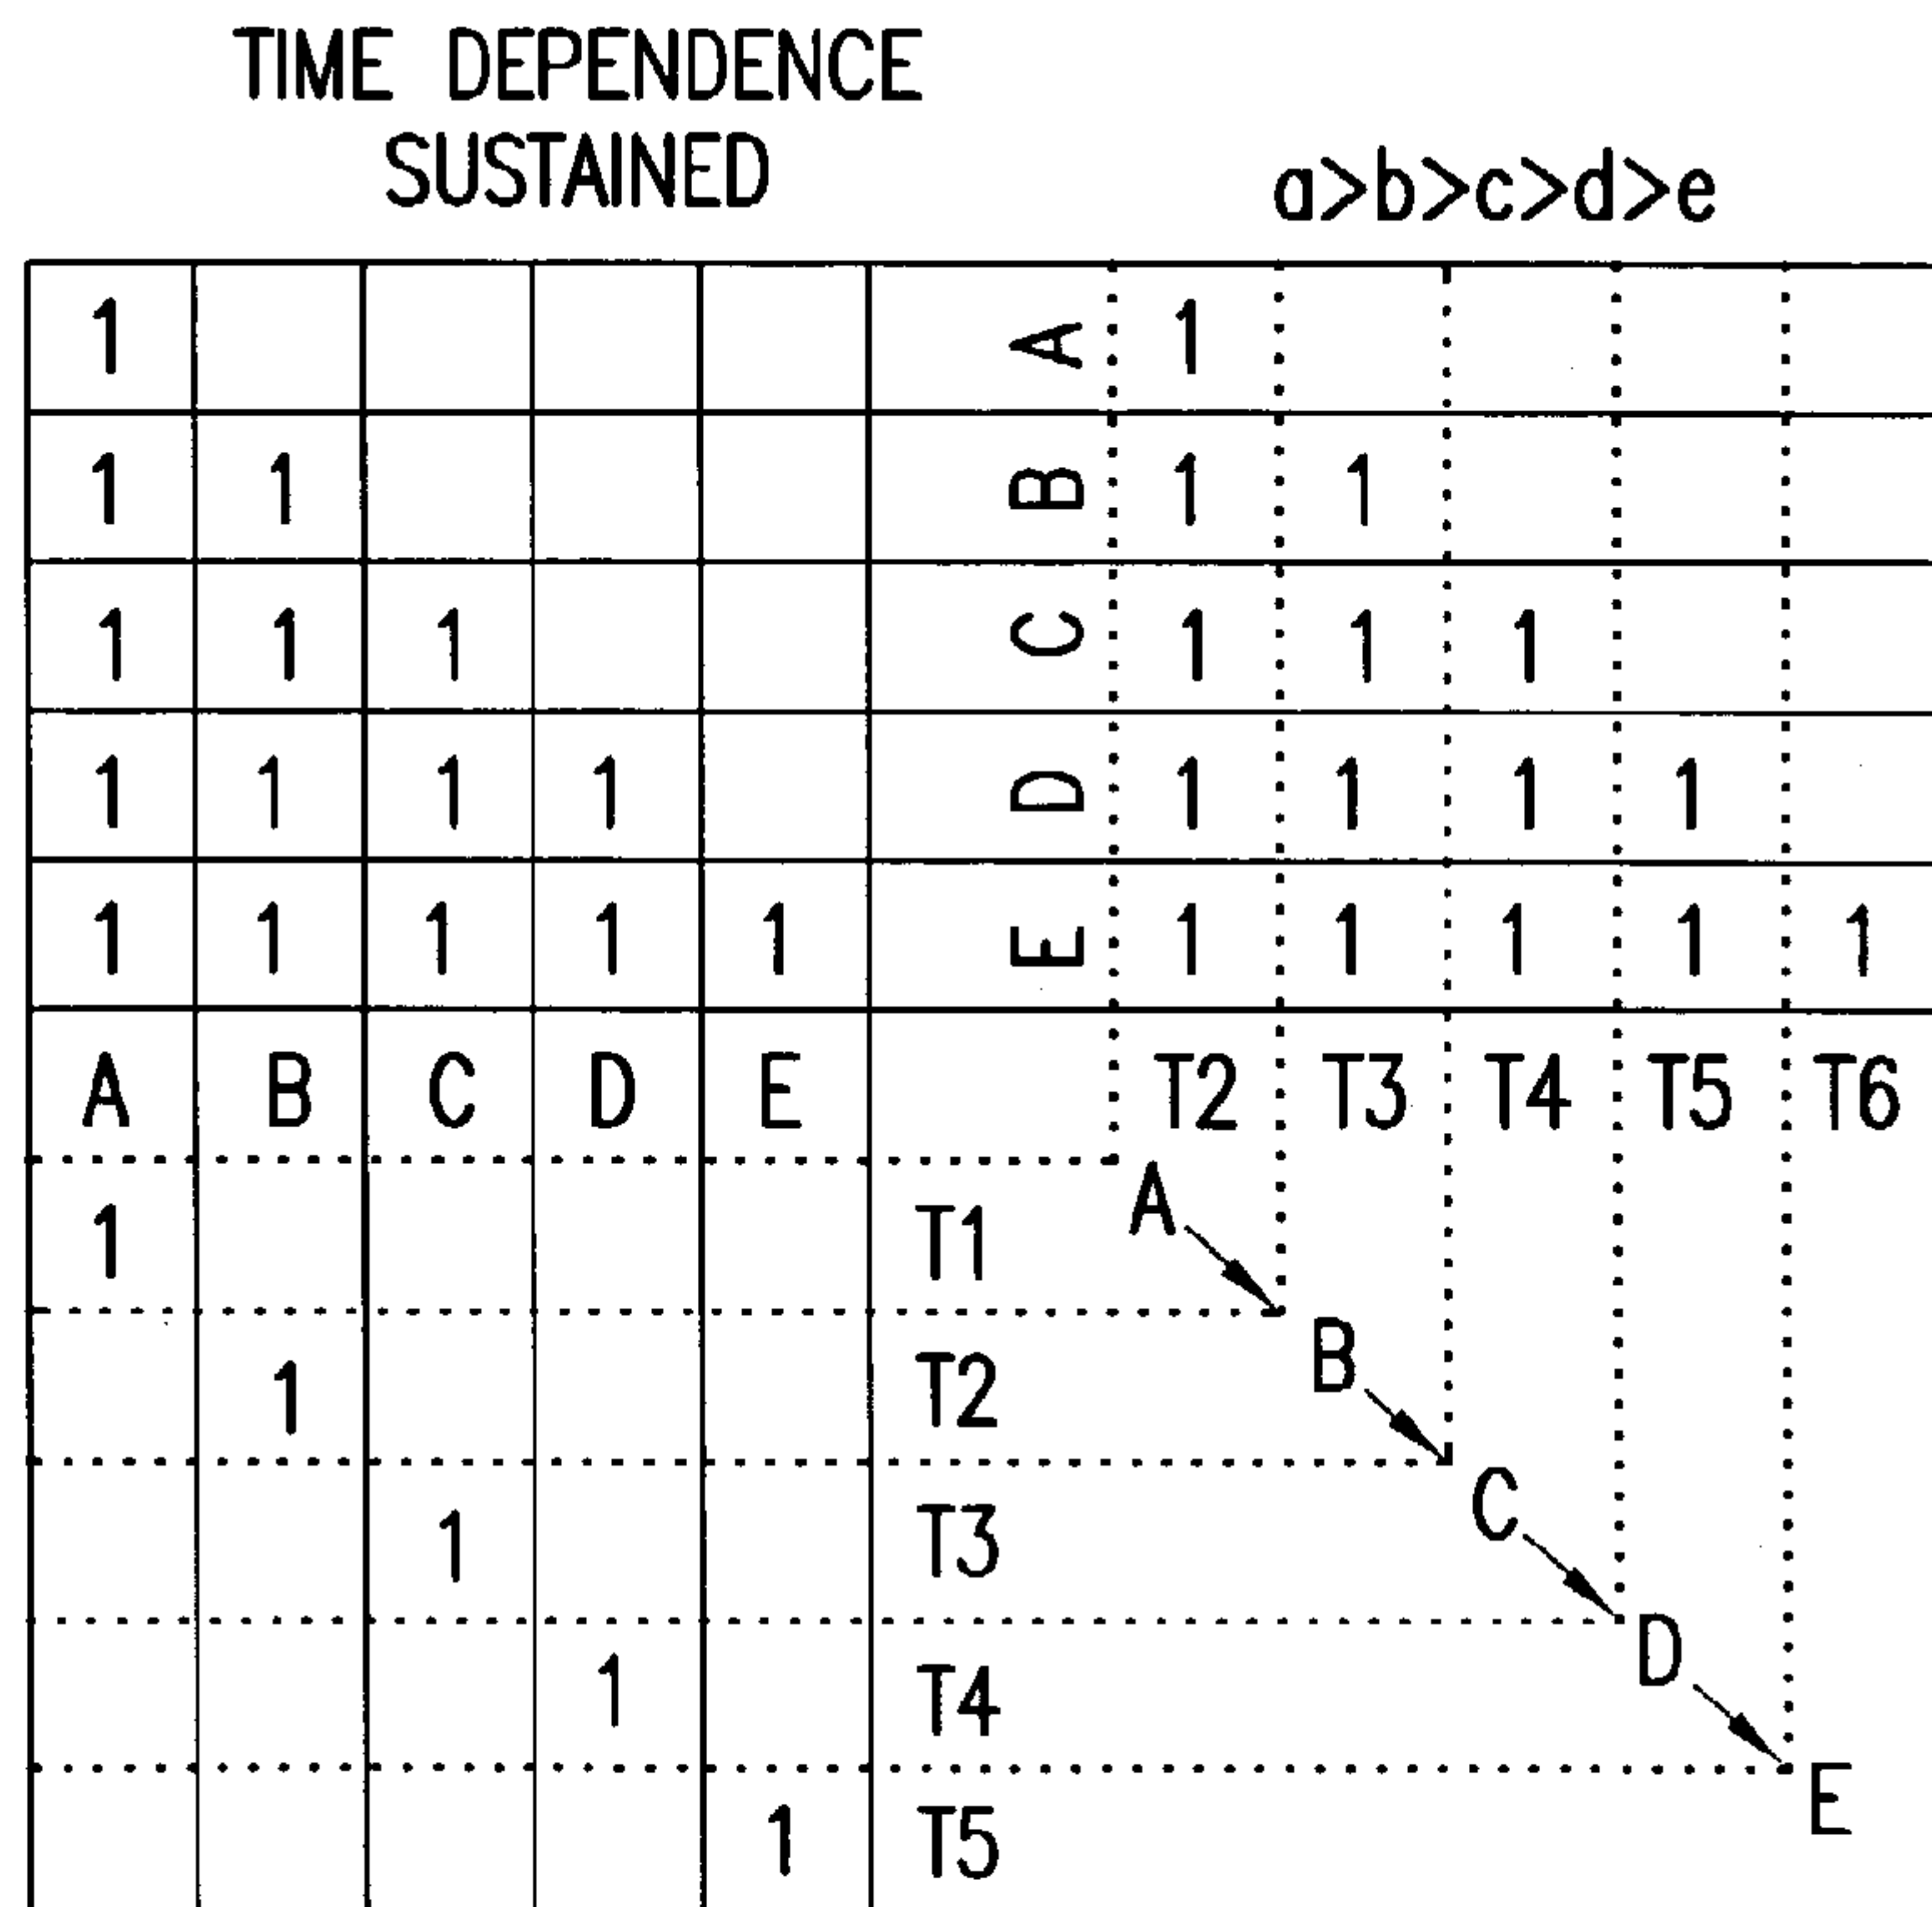 TIME DEPENDENCE
SUSTAINED
a>b>c>d>e
1 A 1
1 1 B 1 1
1 1 1 C 1 1 1
1 1 1 1 D 1 1 1 1
1 1 1 1 1 E 1 1 1 1 1
A B C D E T2 T3 T4 T5 T6
1 T1 A
1 T2 B
1 T3 C
1 T4 D
1 T5 E